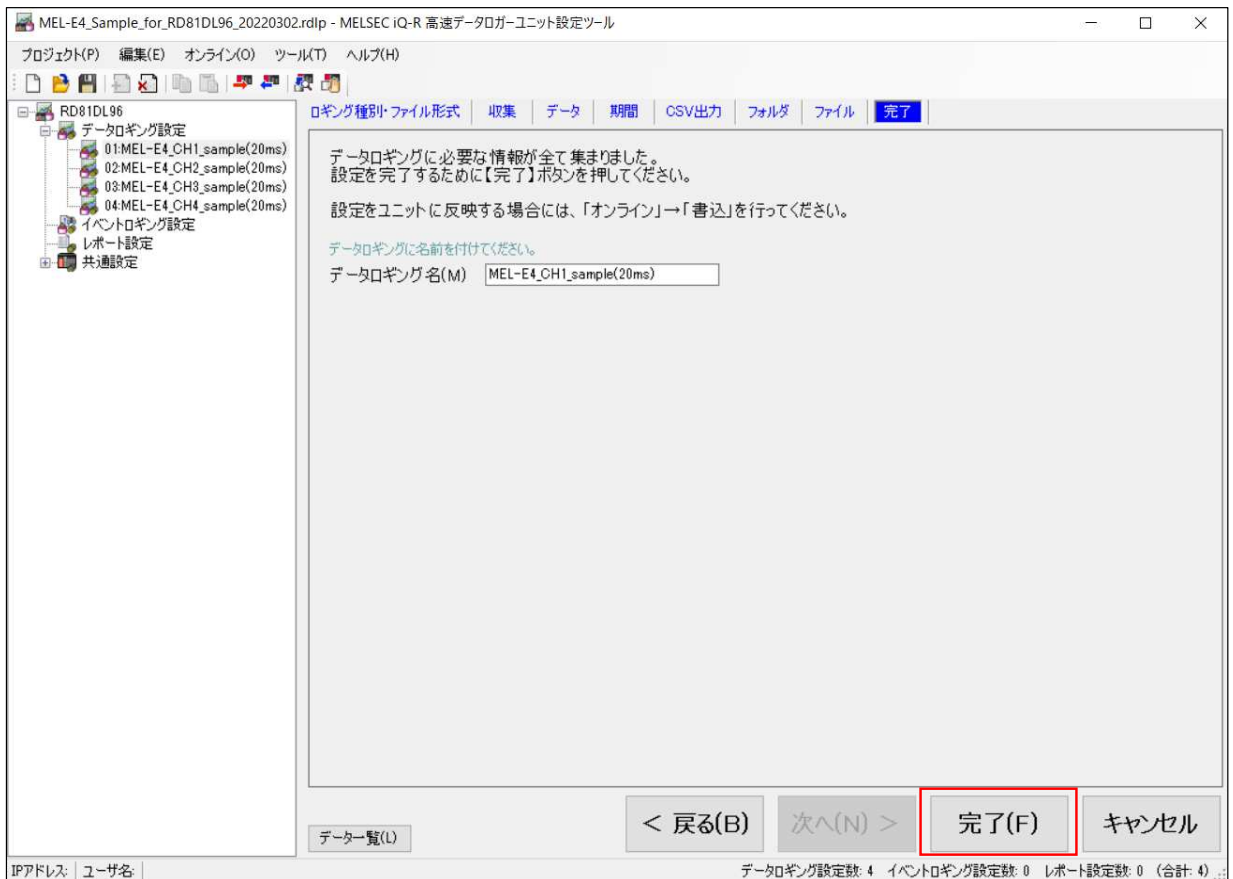 MEL-E4_Sample_for_RD81DL96_20220302.rdlp - MELSEC iQ-R 高速データロガーユニット設定ツール
プロジェクト(P) 編集(E) オンライン(O) ツール(T) ヘルプ(H)
RD81DL96
データロギング設定
01:MEL-E4_CH1_sample(20ms)
02:MEL-E4_CH2_sample(20ms)
03:MEL-E4_CH3_sample(20ms)
04:MEL-E4_CH4_sample(20ms)
イベントロギング設定
レポート設定
共通設定
ロギング種別・ファイル形式 収集 データ 期間 CSV出力 フォルダ ファイル 完了
データロギングに必要な情報が全て集まりました。
設定を完了するために【完了】ボタンを押してください。
設定をユニットに反映する場合には、「オンライン」→「書込」を行ってください。
データロギングに名前を付けてください。
データロギング名(M) MEL-E4_CH1_sample(20ms)
データ一覧(L) < 戻る(B) 次へ(N) > 完了(F) キャンセル
IPアドレス: ユーザ名: データロギング設定数: 4 イベントロギング設定数: 0 レポート設定数: 0 (合計: 4)